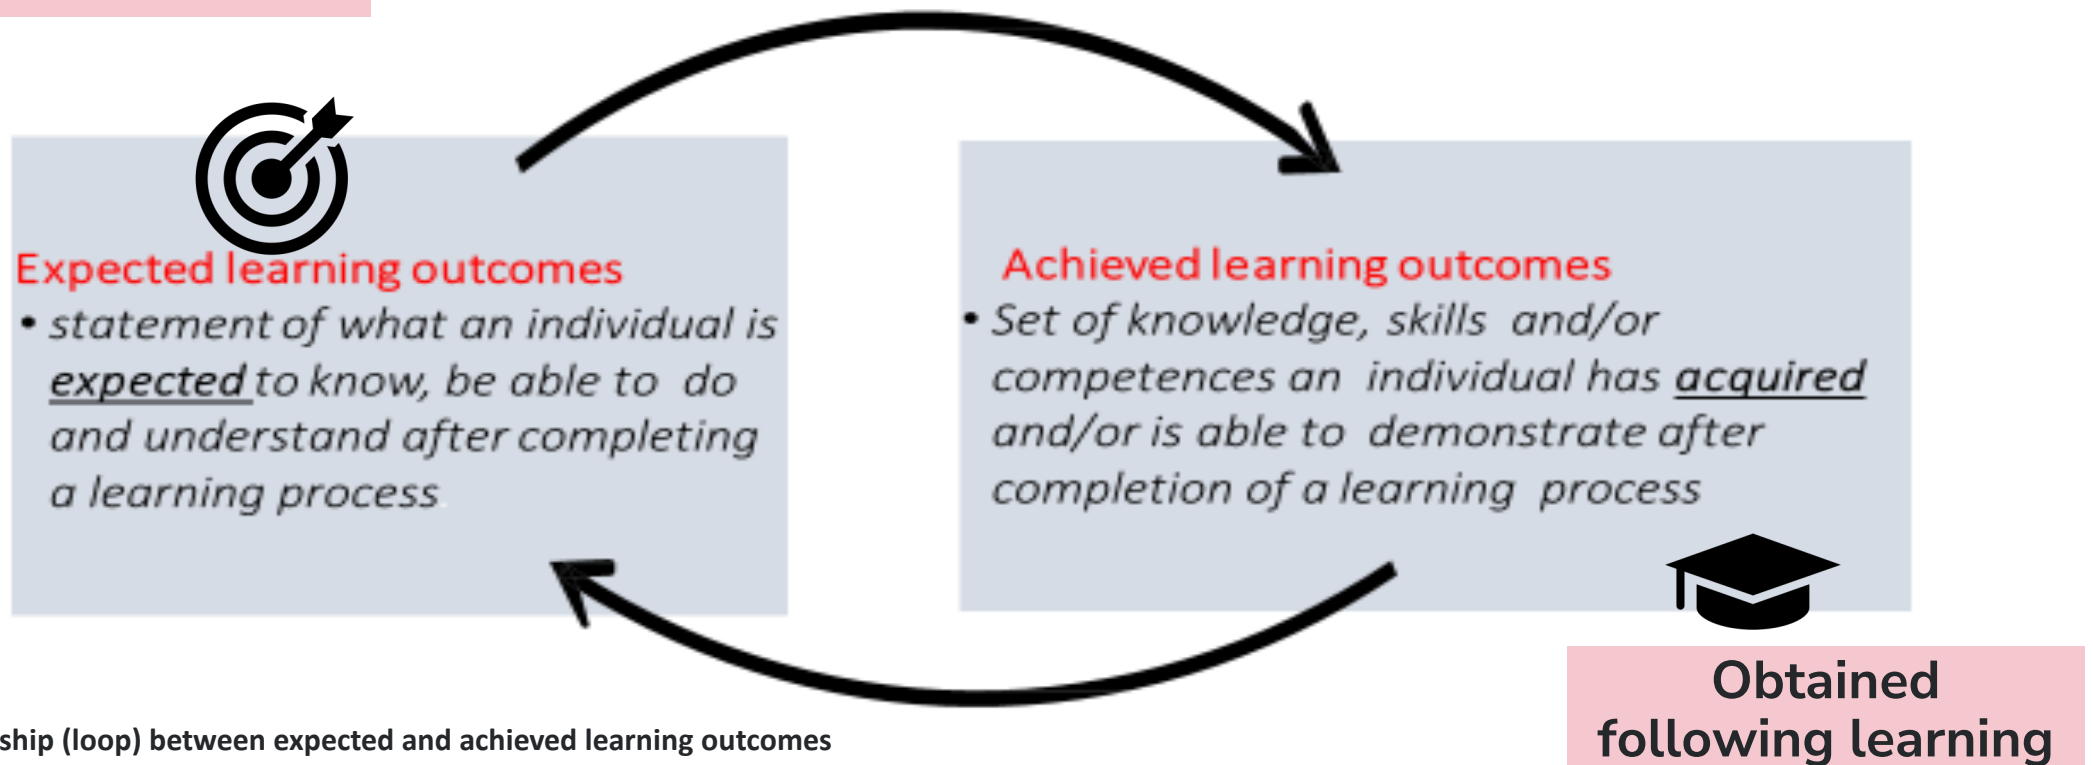 Expected learning outcomes
• statement of what an individual is
expected to know, be able to do
and understand after completing
a learning process
Achieved learning outcomes
• Set of knowledge, skills and/or
competences an individual has acquired
and/or is able to demonstrate after
completion of a learning process
Obtained
following learning
ship (loop) between expected and achieved learning outcomes